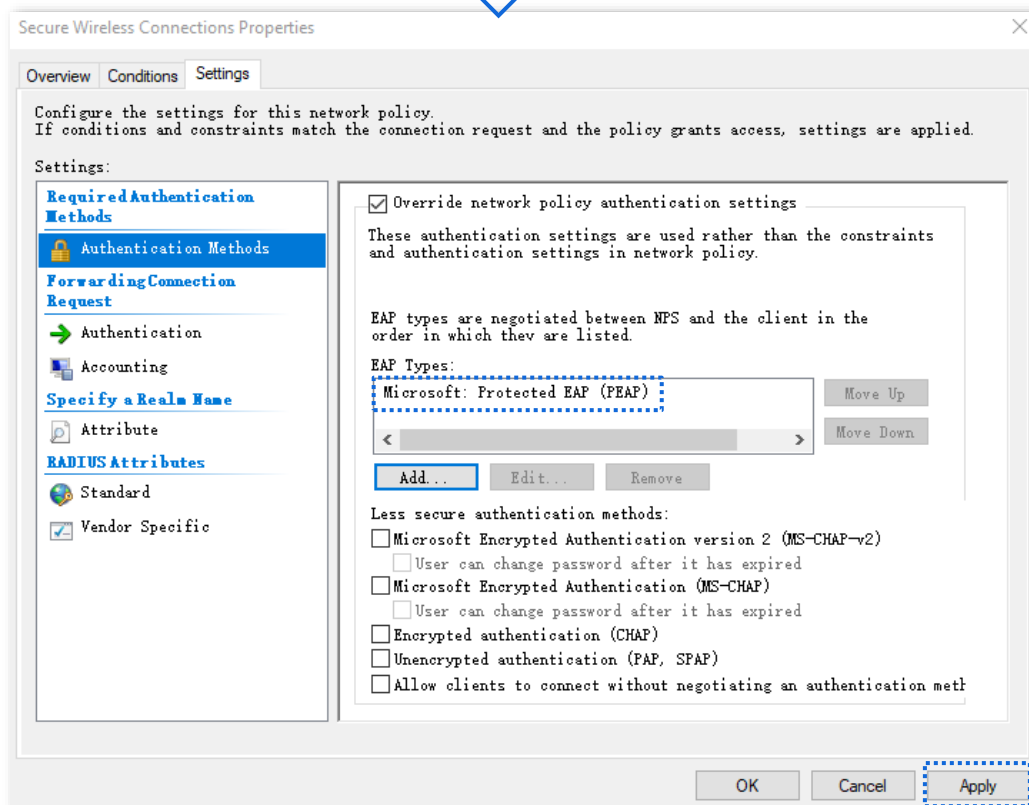 Secure Wireless Connections Properties
Overview
Conditions
Settings
Configure the settings for this network policy.
If conditions and constraints match the connection request and the policy grants access, settings are applied.
Settings:
Required Authentication
Methods
Authentication Methods
Forwarding Connection
Request
Authentication
Accounting
Specify a Realm Name
Attribute
RADIUS Attributes
Standard
Vendor Specific
Override network policy authentication settings
These authentication settings are used rather than the constraints
and authentication settings in network policy.
EAP types are negotiated between NPS and the client in the
order in which they are listed.
EAP Types:
Microsoft: Protected EAP (PEAP)
Move Up
Move Down
Add...
Edit...
Remove
Less secure authentication methods:
Microsoft Encrypted Authentication version 2 (MS-CHAP-v2)
User can change password after it has expired
Microsoft Encrypted Authentication (MS-CHAP)
User can change password after it has expired
Encrypted authentication (CHAP)
Unencrypted authentication (PAP, SPAP)
Allow clients to connect without negotiating an authentication meth
OK
Cancel
Apply